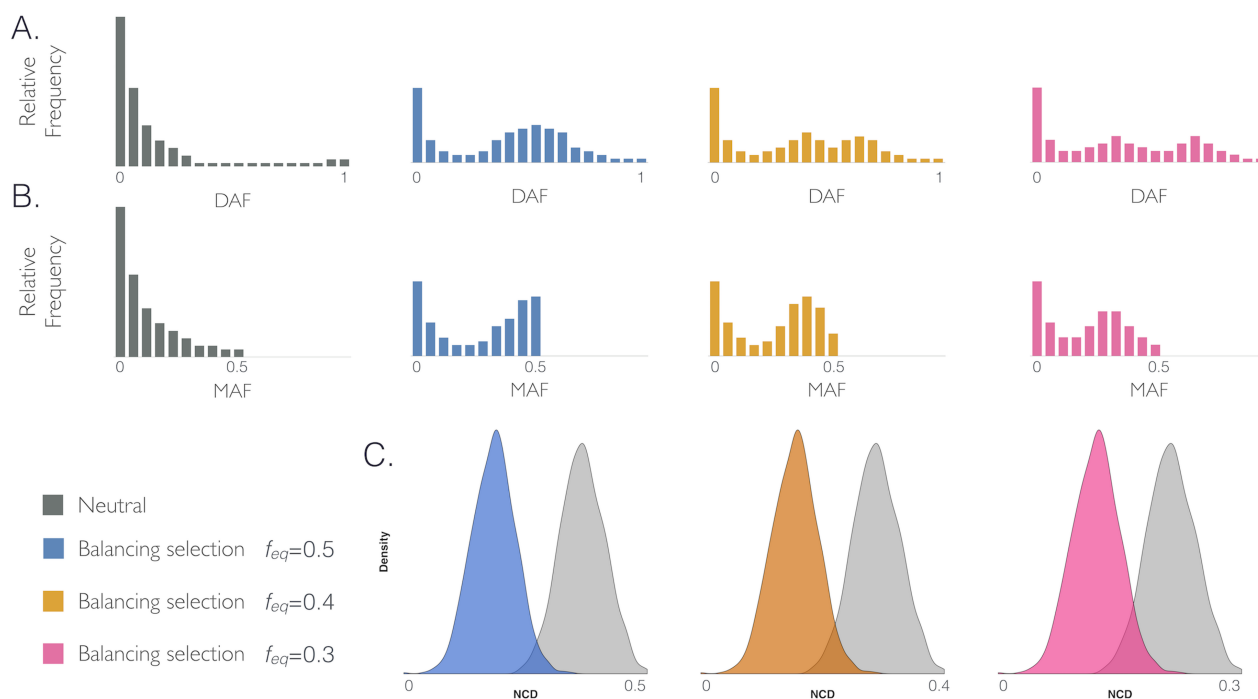 A.
Relative
Frequency
0 1
DAF
0 1
DAF
0 1
DAF
0
DAF
B.
Relative
Frequency
0 0.5
MAF
0 0.5
MAF
0 0.5
MAF
0 0.5
MAF
C.
Neutral
Balancing selection feq=0.5
Balancing selection feq=0.4
Balancing selection feq=0.3
Density
0 0.5
NCD
0 0.4
NCD
0 0.3
NCD